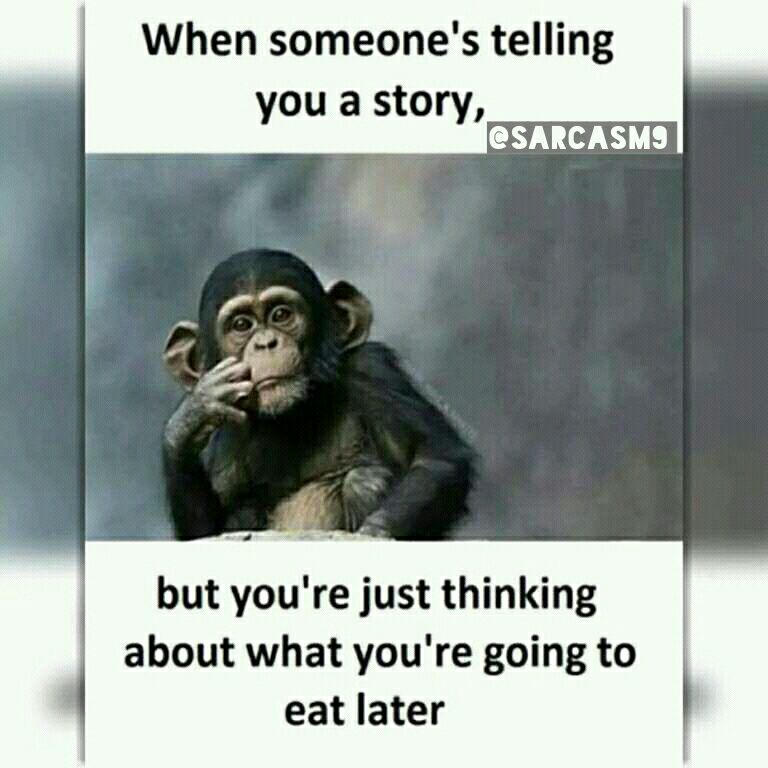 When someone's telling
you a story,
@SARCASM9
but you're just thinking
about what you're going to
eat later